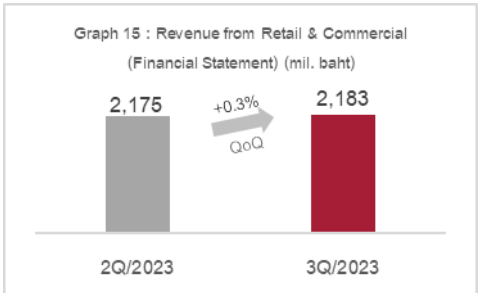 Graph 15 : Revenue from Retail & Commercial
(Financial Statement) (mil. baht)
2,175
+0.3%
QoQ
2,183
2Q/2023
3Q/2023